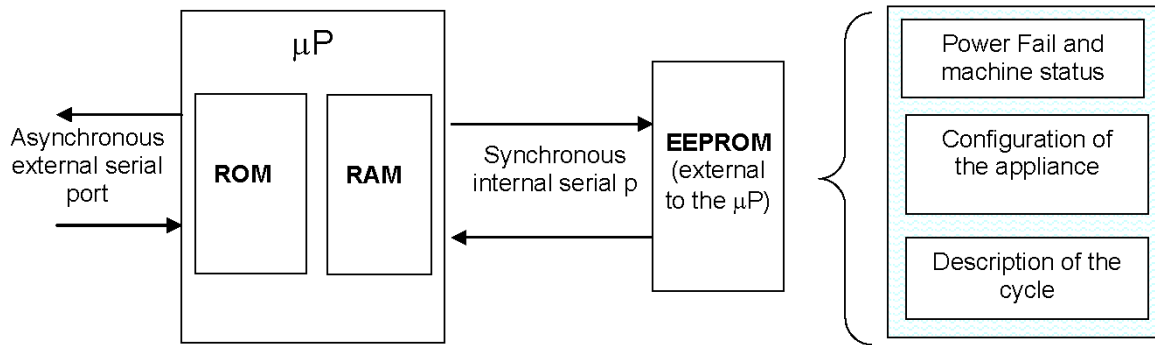 μP
Asynchronous
external serial
port
ROM
RAM
Synchronous
internal serial p
EEPROM
(external
to the μP)
Power Fail and
machine status
Configuration of
the appliance
Description of the
cycle